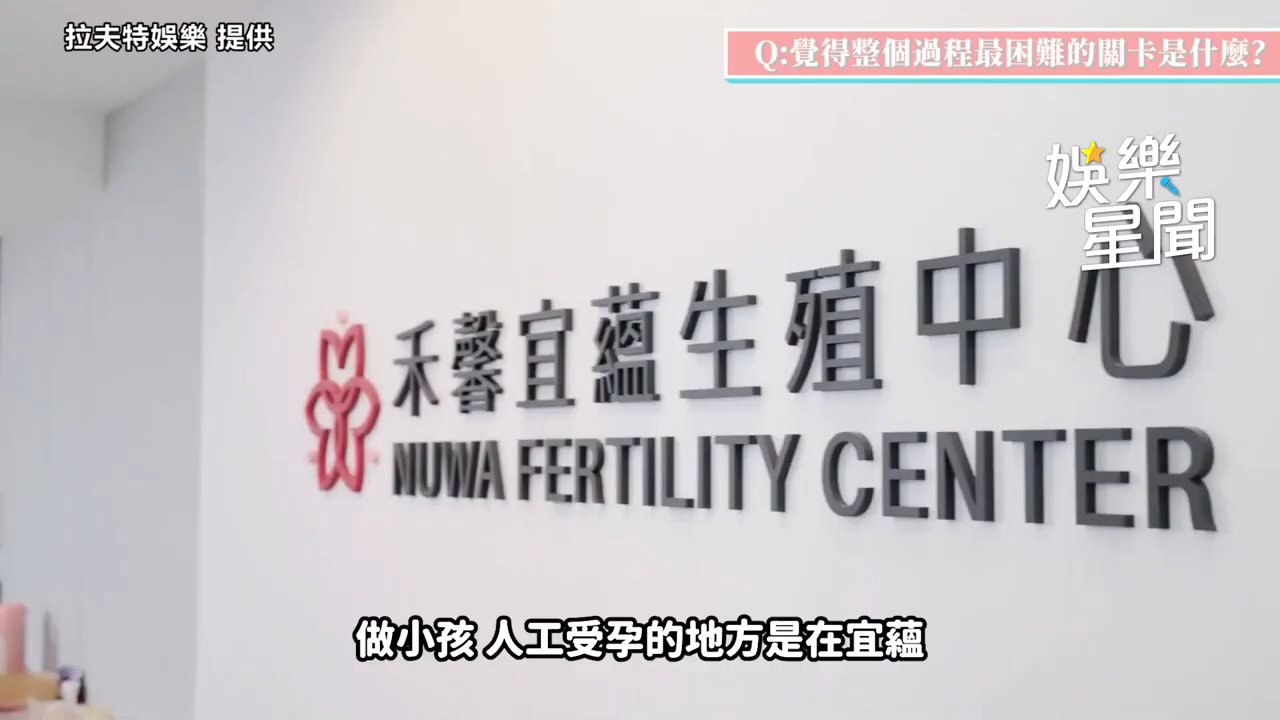 拉夫特娛樂 提供
Q:覺得整個過程最困難的關卡是什麼?
娛樂
星聞
禾馨宜蘊生殖中心
NUWA FERTILITY CENTER
做小孩 人工受孕的地方是在宜蘊